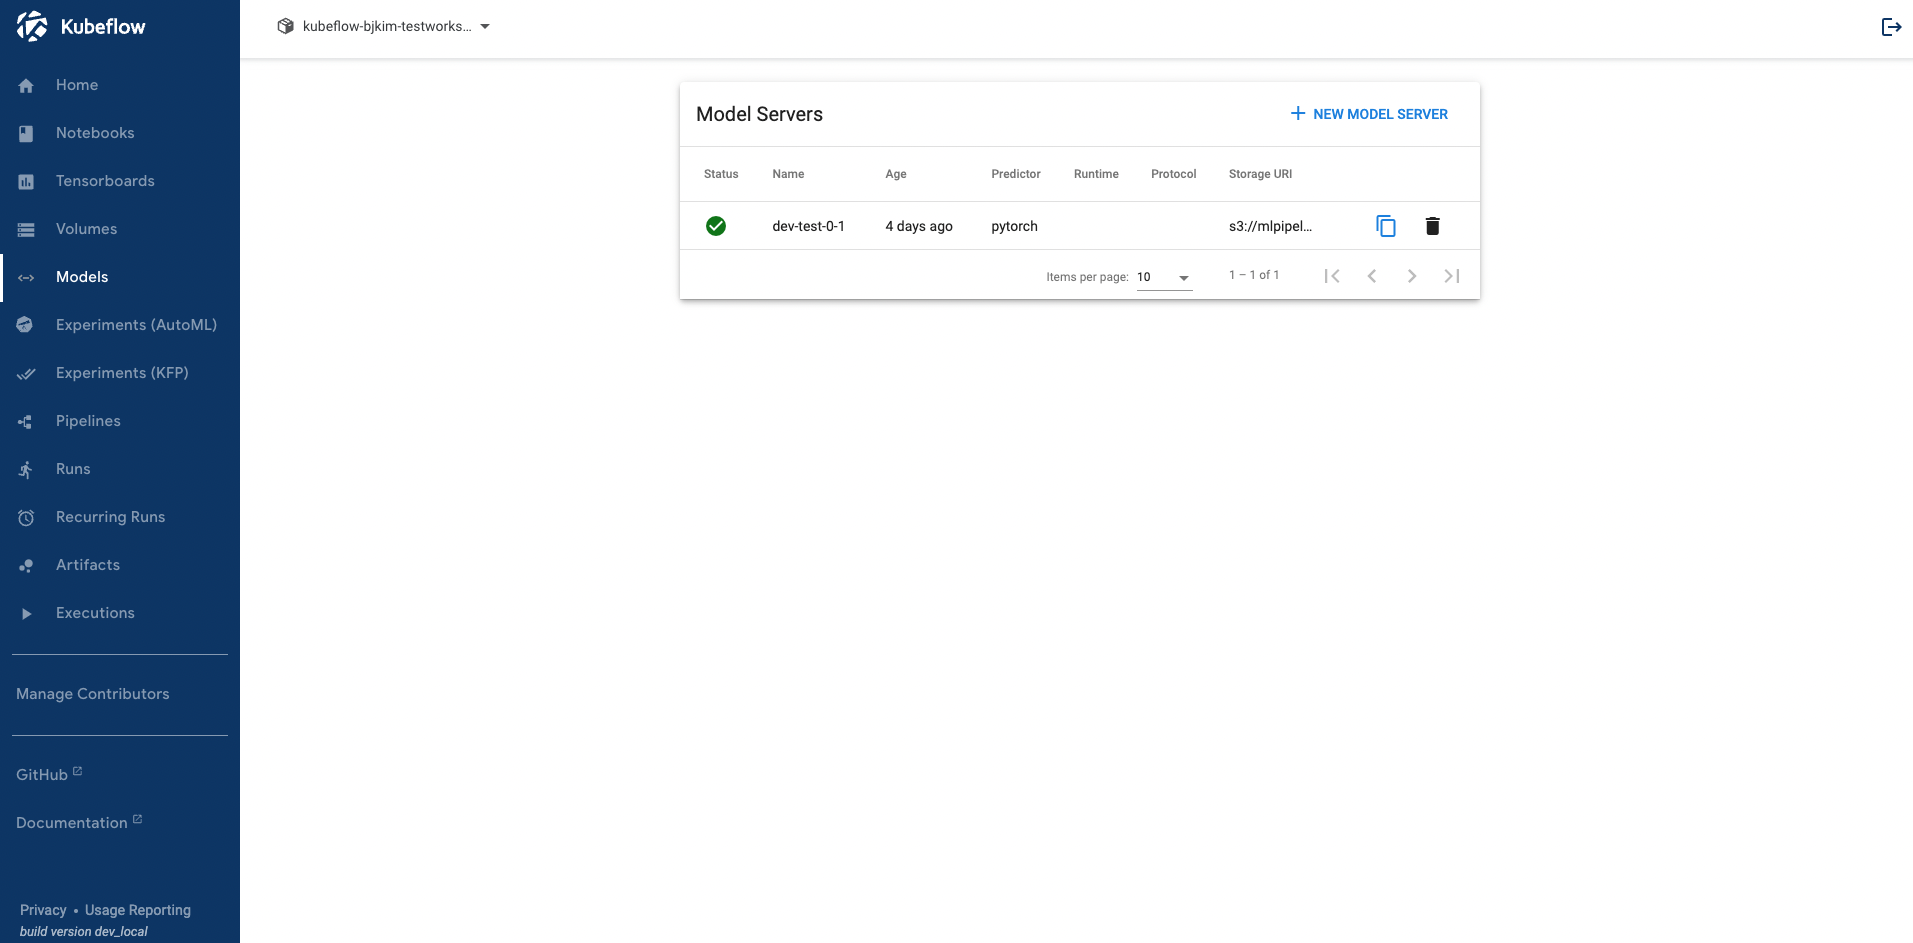 Kubeflow
kubeflow-bjkim-testworks...
Home
Notebooks
Tensorboards
Volumes
Models
Experiments (AutoML)
Experiments (KFP)
Pipelines
Runs
Recurring Runs
Artifacts
Executions
Manage Contributors
GitHub
Documentation
Privacy • Usage Reporting
build version dev_local
Model Servers
NEW MODEL SERVER
Status Name Age Predictor Runtime Protocol Storage URI
dev-test-0-1 4 days ago pytorch s3://mlpipel...
Items per page: 10 1 – 1 of 1